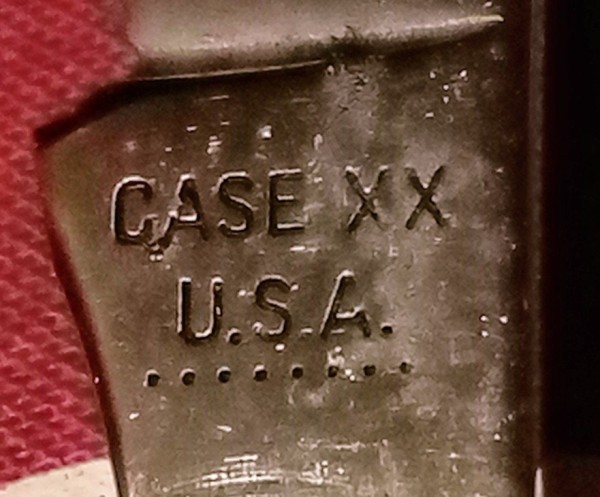 CASE XX
U.S.A.
........